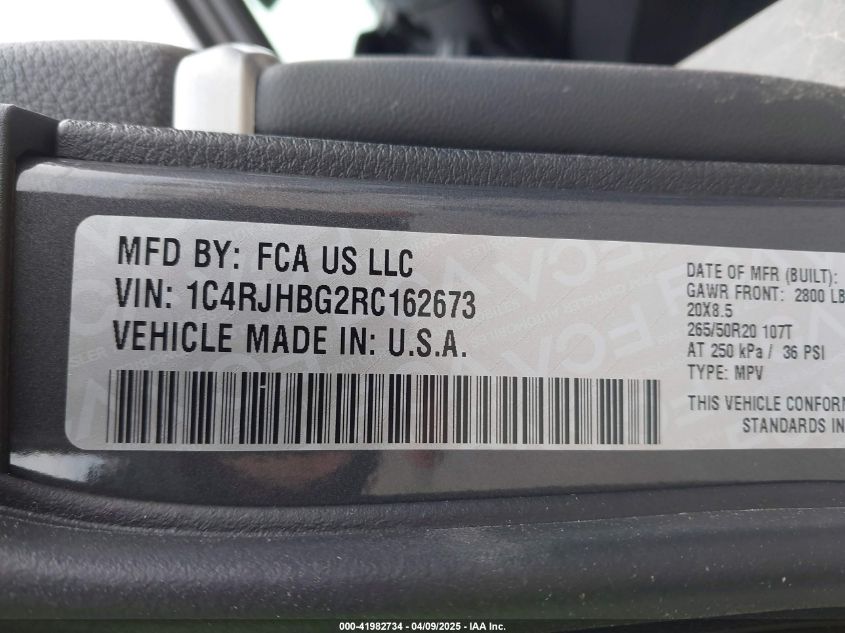 MFD BY: FCA US LLC
VIN: 1C4RJHBG2RC162673
VEHICLE MADE IN: U.S.A.
DATE OF MFR (BUILT):
GAWR FRONT: 2800 LB
20X8.5
265/50R20 107T
AT 250 kPa / 36 PSI
TYPE: MPV
THIS VEHICLE CONFORM
STANDARDS IN
000-41982734 - 04/09/2025 - IAA Inc.